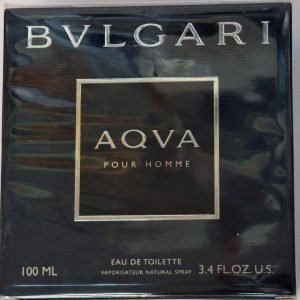 BVLGARI
AQVA
POUR HOMME
EAU DE TOILETTE
100 ML VAPORISATEUR NATURAL SPRAY 3.4 FL.OZ. U.S.